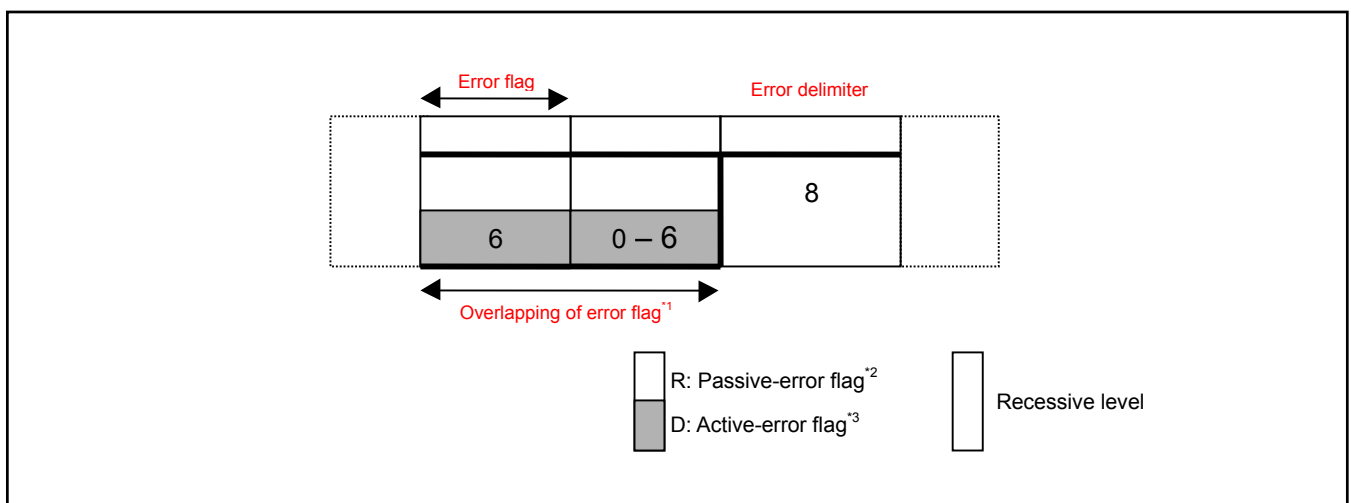 Error flag
Error delimiter
8
6
0 – 6
Overlapping of error flag*1
R: Passive-error flag*2
D: Active-error flag*3
Recessive level